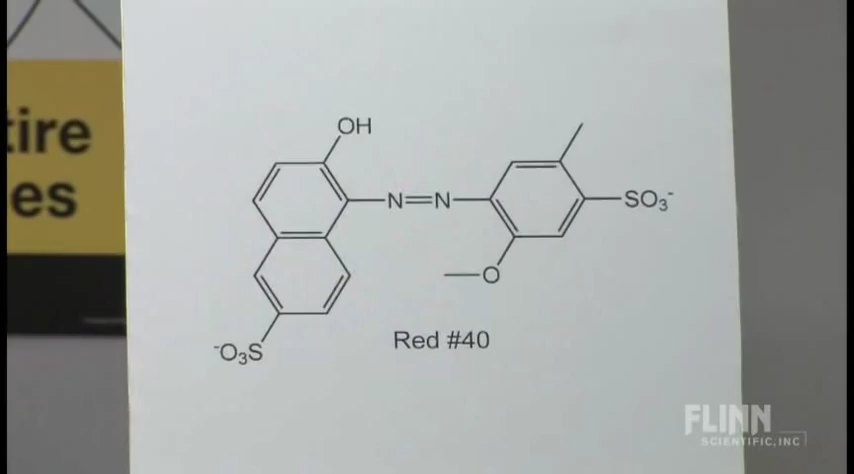 tire
es
OH
N=N
SO₃⁻
O
⁻O₃S
Red #40
FLINN
SCIENTIFIC, INC